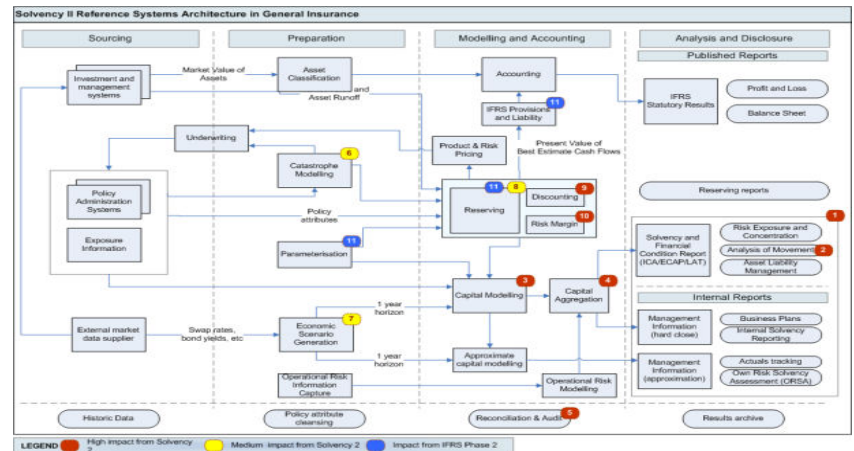 Solvency II Reference Systems Architecture in General Insurance
Sourcing
Preparation
Modelling and Accounting
Analysis and Disclosure
Published Reports
Investment and
management
systems
Market Value of
Assets
Asset
Classification
Accounting
and
Asset Runoff
IFRS Provisions
and Liability
11
IFRS
Statutory Results
Profit and Loss
Balance Sheet
Underwriting
Present Value of
Best Estimate Cash Flows
Product & Risk
Pricing
6
Catastrophe
Modelling
Policy
Administration
Systems
Exposure
Information
Policy
attributes
11
8
Reserving
Discounting
9
Risk Margin
10
Reserving reports
11
Parameterisation
1
Solvency and
Financial
Condition Report
(ICA/ECAP/LAT)
Risk Exposure and
Concentration
Analysis of Movement
2
Asset Liability
Management
3
Capital Modelling
4
Capital
Aggregation
1 year
horizon
Internal Reports
External market
data supplier
Swap rates,
bond yields, etc
7
Economic
Scenario
Generation
Management
Information
(hard close)
Business Plans
Internal Solvency
Reporting
1 year
horizon
Approximate
capital modelling
Management
Information
(approximation)
Actuals tracking
Own Risk Solvency
Assessment (ORSA)
Operational Risk
Information
Capture
Operational Risk
Modelling
Historic Data
Policy attribute
cleansing
Reconciliation & Audit
5
Results archive
LEGEND
High impact from Solvency
2
Medium impact from Solvency 2
Impact from IFRS Phase 2